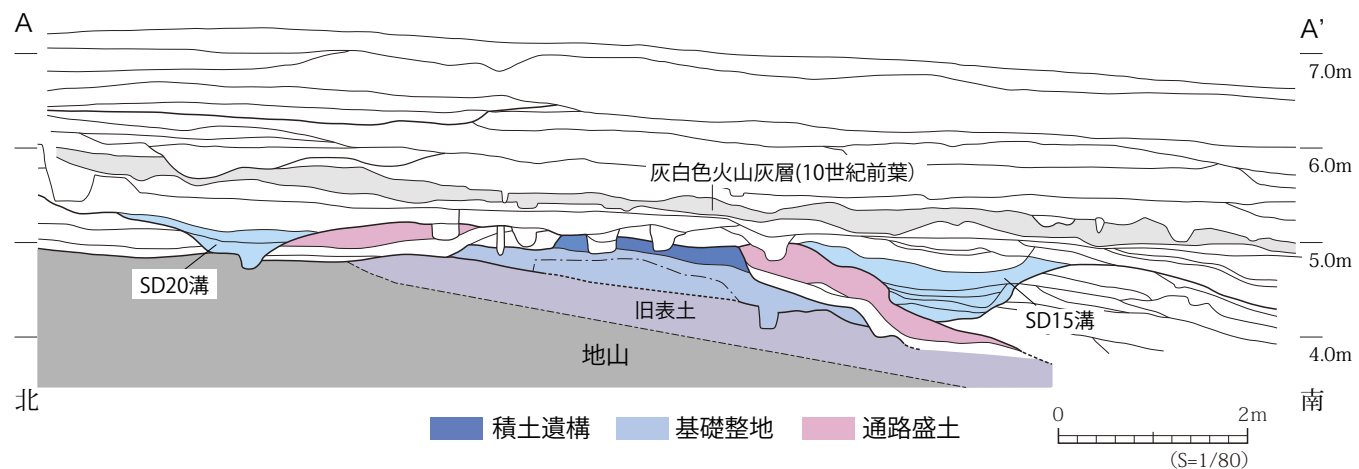 A
A'
7.0m
6.0m
灰白色火山灰層(10世紀前葉)
5.0m
SD20溝
旧表土
SD15溝
地山
4.0m
北
南
積土遺構
基礎整地
通路盛土
0
2m
(S=1/80)